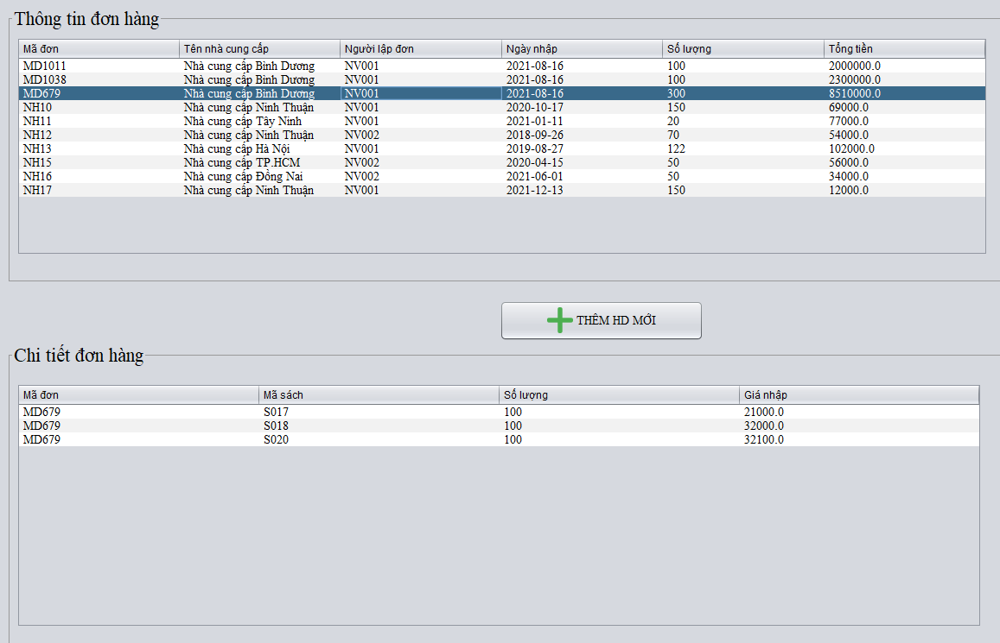 Thông tin đơn hàng
Mã đơn Tên nhà cung cấp Người lập đơn Ngày nhập Số lượng Tổng tiền
MD1011 Nhà cung cấp Bình Dương NV001 2021-08-16 100 2000000.0
MD1038 Nhà cung cấp Bình Dương NV001 2021-08-16 100 2300000.0
MD679 Nhà cung cấp Bình Dương NV001 2021-08-16 300 8510000.0
NH10 Nhà cung cấp Ninh Thuận NV001 2020-10-17 150 69000.0
NH11 Nhà cung cấp Tây Ninh NV001 2021-01-11 20 77000.0
NH12 Nhà cung cấp Ninh Thuận NV002 2018-09-26 70 54000.0
NH13 Nhà cung cấp Hà Nội NV001 2019-08-27 122 102000.0
NH15 Nhà cung cấp TP.HCM NV002 2020-04-15 50 56000.0
NH16 Nhà cung cấp Đồng Nai NV002 2021-06-01 50 34000.0
NH17 Nhà cung cấp Ninh Thuận NV001 2021-12-13 150 12000.0
THÊM HD MỚI
Chi tiết đơn hàng
Mã đơn Mã sách Số lượng Giá nhập
MD679 S017 100 21000.0
MD679 S018 100 32000.0
MD679 S020 100 32100.0